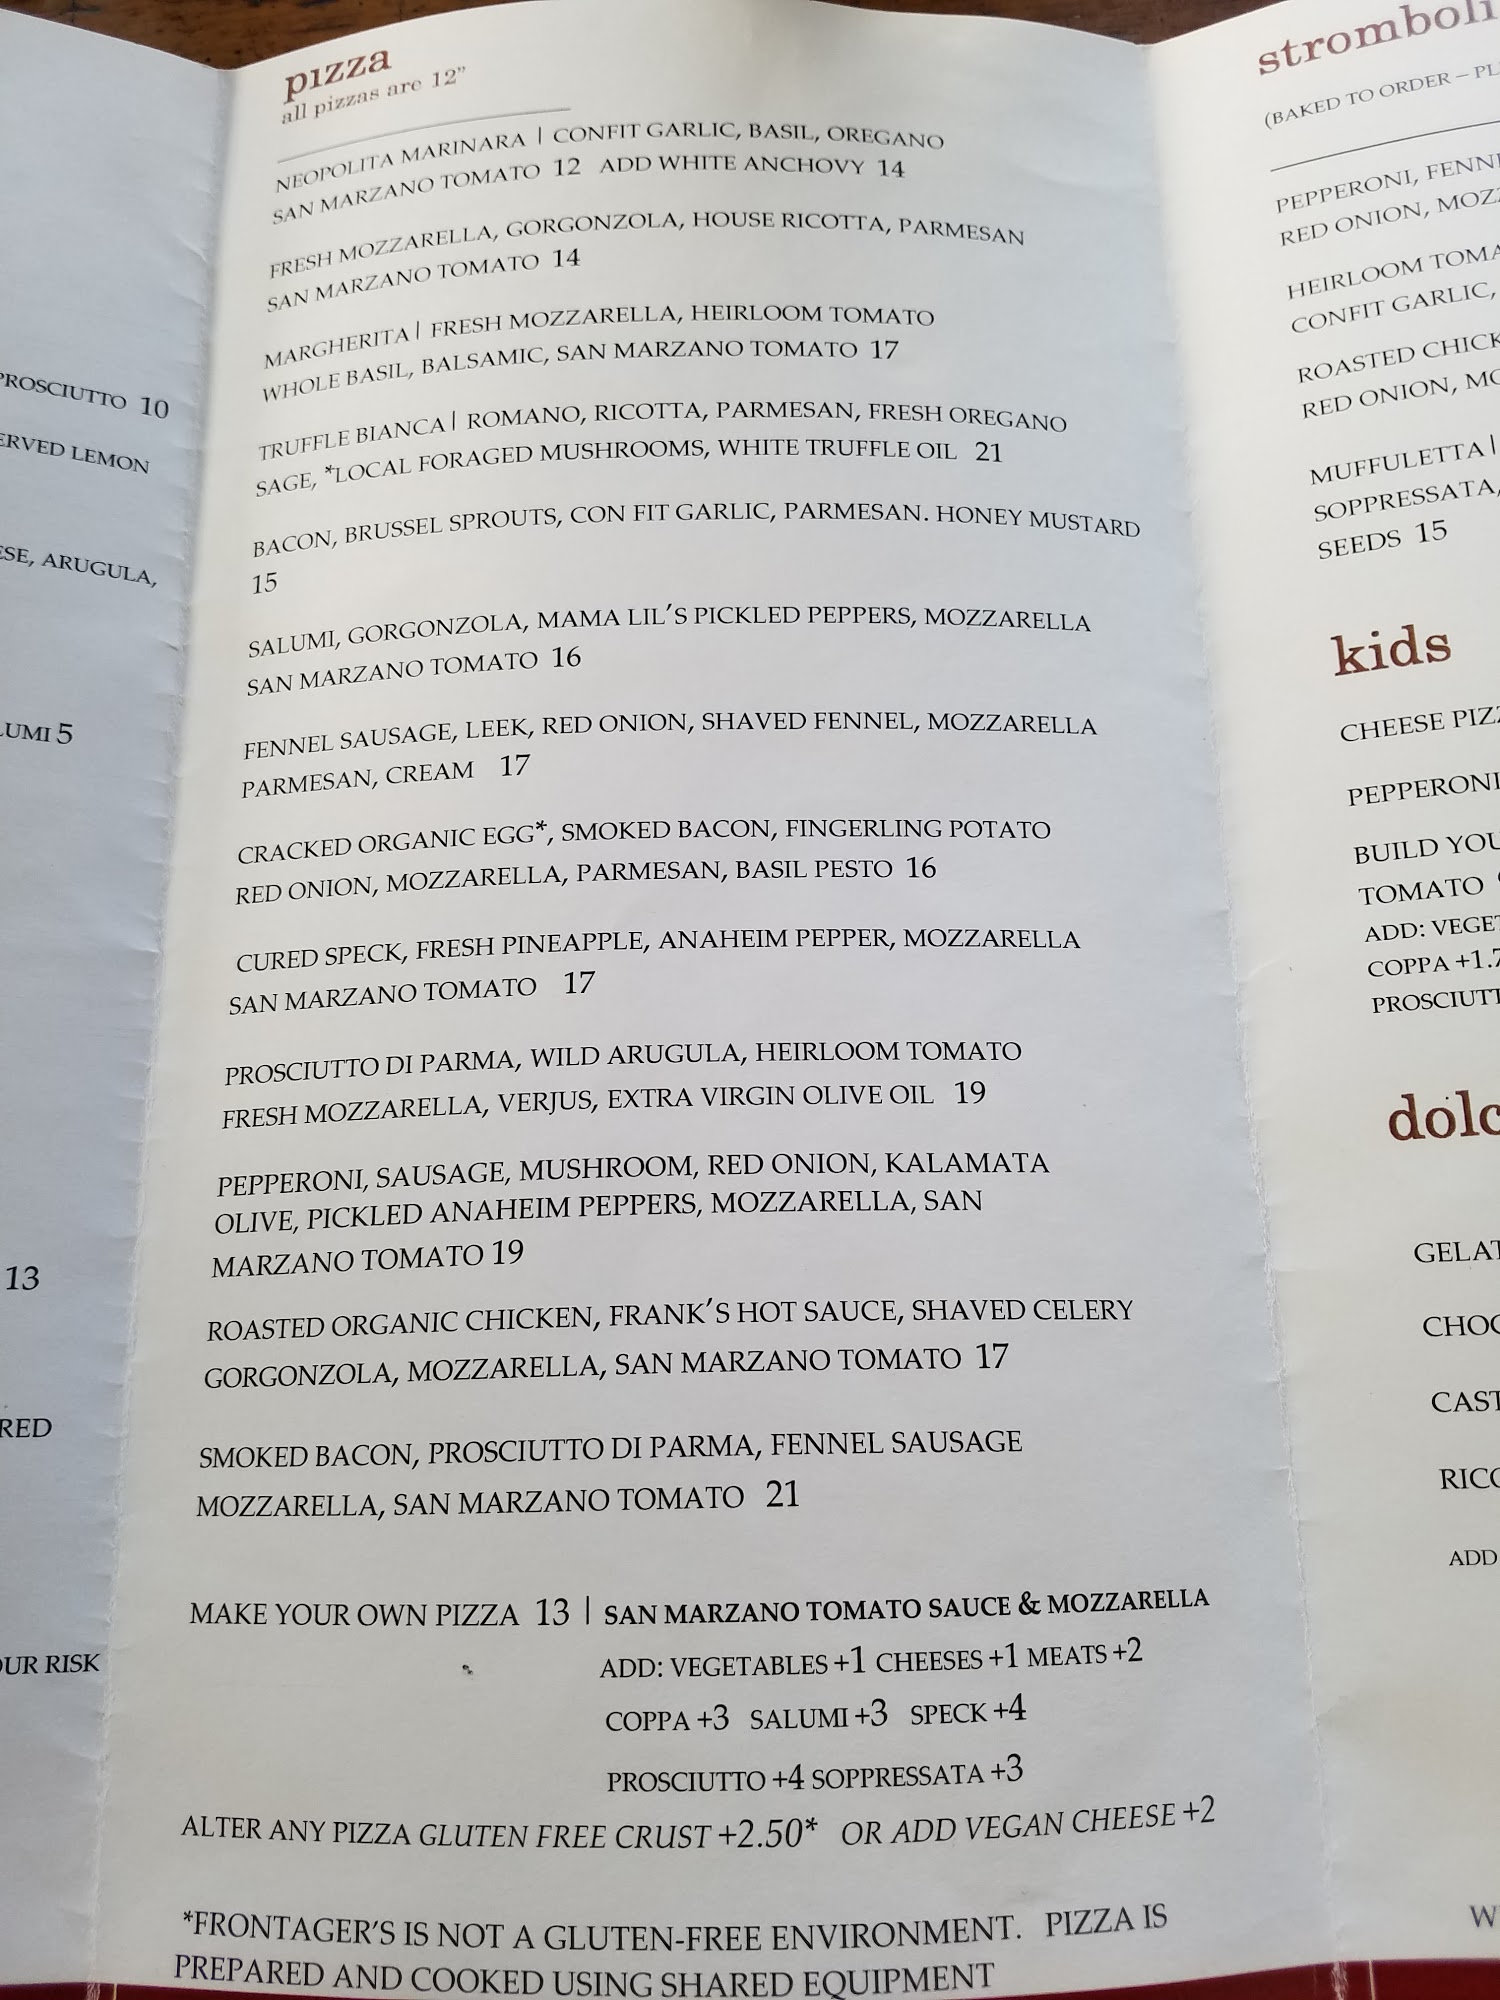 PROSCIUTTO 10
LEMON
ARUGULA,
5
13
RED
RISK
pizza
all pizzas are 12"
NEOPOLITA MARINARA | CONFIT GARLIC, BASIL, OREGANO
SAN MARZANO TOMATO 12 ADD WHITE ANCHOVY 14
FRESH MOZZARELLA, GORGONZOLA, HOUSE RICOTTA, PARMESAN
SAN MARZANO TOMATO 14
MARGHERITA| FRESH MOZZARELLA, HEIRLOOM TOMATO
WHOLE BASIL, BALSAMIC, SAN MARZANO TOMATO 17
TRUFFLE BIANCA| ROMANO, RICOTTA, PARMESAN, FRESH OREGANO
SAGE, *LOCAL FORAGED MUSHROOMS, WHITE TRUFFLE OIL 21
BACON, BRUSSEL SPROUTS, CON FIT GARLIC, PARMESAN. HONEY MUSTARD
15
SALUMI, GORGONZOLA, MAMA LIL'S PICKLED PEPPERS, MOZZARELLA
SAN MARZANO TOMATO 16
FENNEL SAUSAGE, LEEK, RED ONION, SHAVED FENNEL, MOZZARELLA
PARMESAN, CREAM 17
CRACKED ORGANIC EGG*, SMOKED BACON, FINGERLING POTATO
RED ONION, MOZZARELLA, PARMESAN, BASIL PESTO 16
CURED SPECK, FRESH PINEAPPLE, ANAHEIM PEPPER, MOZZARELLA
SAN MARZANO TOMATO 17
PROSCIUTTO DI PARMA, WILD ARUGULA, HEIRLOOM TOMATO
FRESH MOZZARELLA, VERJUS, EXTRA VIRGIN OLIVE OIL 19
PEPPERONI, SAUSAGE, MUSHROOM, RED ONION, KALAMATA
OLIVE, PICKLED ANAHEIM PEPPERS, MOZZARELLA, SAN
MARZANO TOMATO 19
ROASTED ORGANIC CHICKEN, FRANK'S HOT SAUCE, SHAVED CELERY
GORGONZOLA, MOZZARELLA, SAN MARZANO TOMATO 17
SMOKED BACON, PROSCIUTTO DI PARMA, FENNEL SAUSAGE
MOZZARELLA, SAN MARZANO TOMATO 21
MAKE YOUR OWN PIZZA 13 | SAN MARZANO TOMATO SAUCE & MOZZARELLA
ADD: VEGETABLES +1 CHEESES +1 MEATS +2
COPPA +3 SALUMI +3 SPECK +4
PROSCIUTTO +4 SOPPRESSATA +3
ALTER ANY PIZZA GLUTEN FREE CRUST +2.50* OR ADD VEGAN CHEESE +2
*FRONTAGER'S IS NOT A GLUTEN-FREE ENVIRONMENT. PIZZA IS
PREPARED AND COOKED USING SHARED EQUIPMENT
stromboli
(BAKED TO ORDER –
PEPPERONI,
RED ONION,
HEIRLOOM
CONFIT GARLIC,
ROASTED
RED ONION,
MUFFULETTA|
SOPPRESSATA,
SEEDS 15
kids
CHEESE
PEPPERONI
BUILD
TOMATO
ADD:
COPPA
ADD